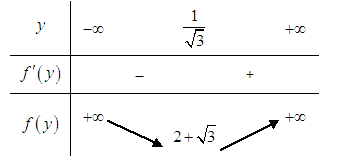 y −∞ 1/√3 +∞
f′(y) − +
f(y) +∞ 2+√3 +∞